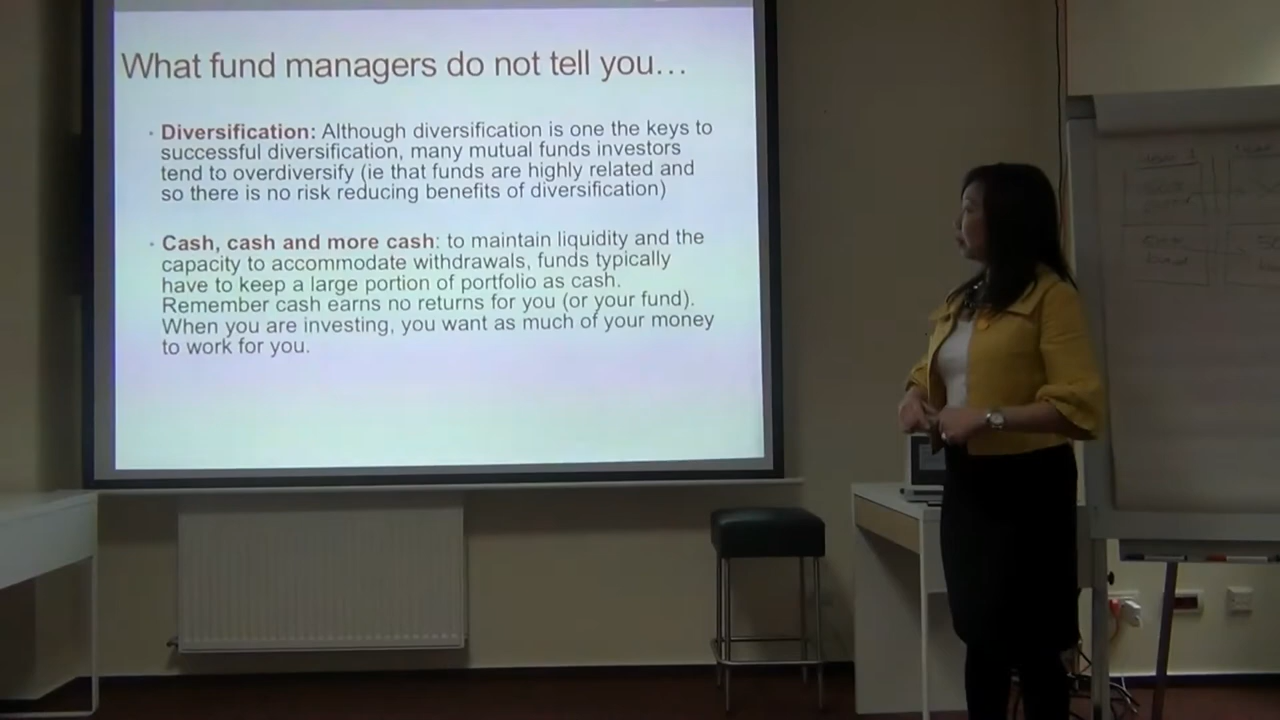 What fund managers do not tell you…
· Diversification: Although diversification is one the keys to
successful diversification, many mutual funds investors
tend to overdiversify (ie that funds are highly related and
so there is no risk reducing benefits of diversification)
· Cash, cash and more cash: to maintain liquidity and the
capacity to accommodate withdrawals, funds typically
have to keep a large portion of portfolio as cash.
Remember cash earns no returns for you (or your fund).
When you are investing, you want as much of your money
to work for you.